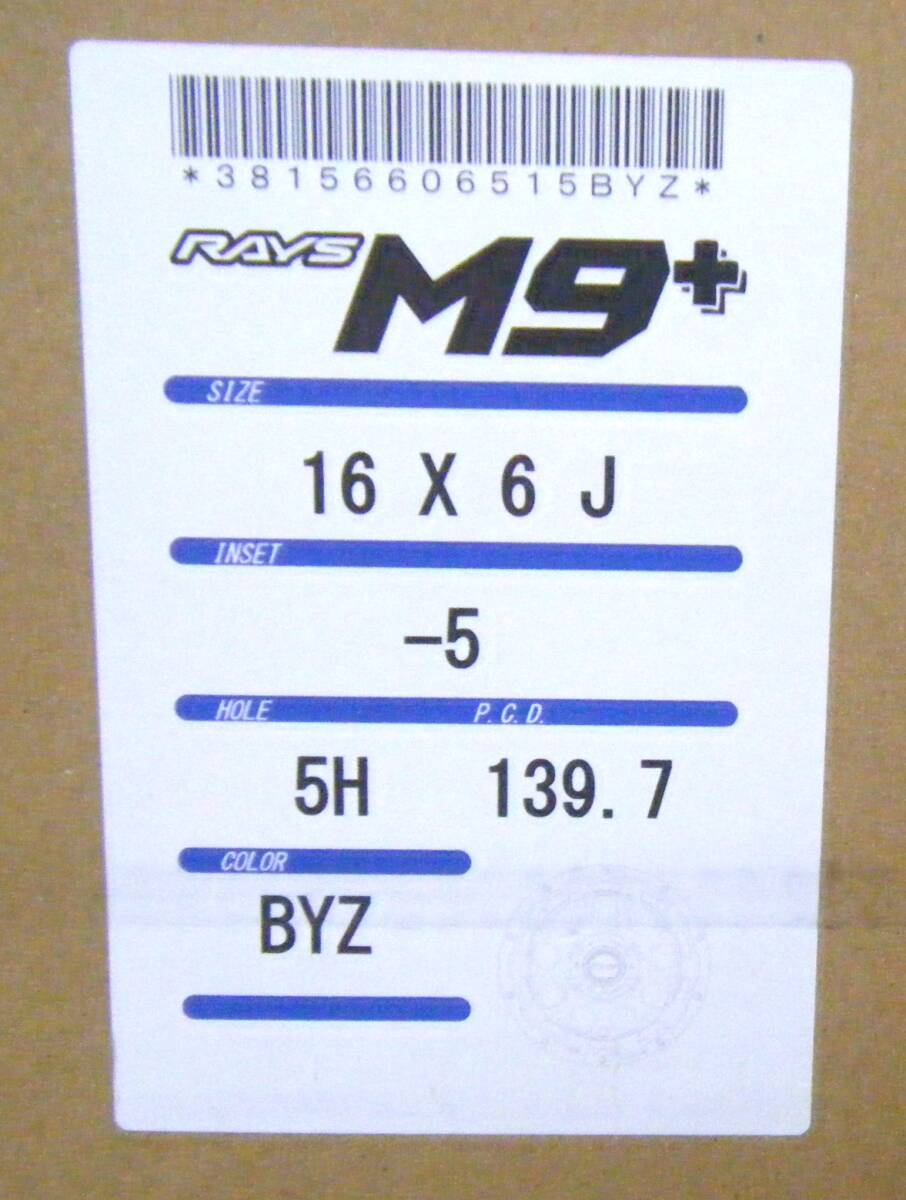 *38156606515BYZ*
RAYS M9+
SIZE
16 X 6 J
INSET
-5
HOLE P.C.D.
5H 139.7
COLOR
BYZ